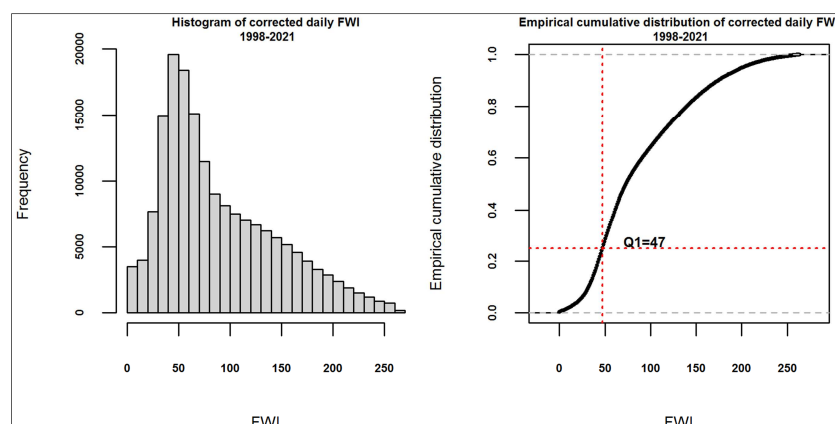 Histogram of corrected daily FWI
1998-2021
Frequency
0
5000
10000
15000
20000
0 50 100 150 200 250
FWI
Empirical cumulative distribution of corrected daily FW
1998-2021
Empirical cumulative distribution
0.0
0.2
0.4
0.6
0.8
1.0
Q1=47
0 50 100 150 200 250
FWI